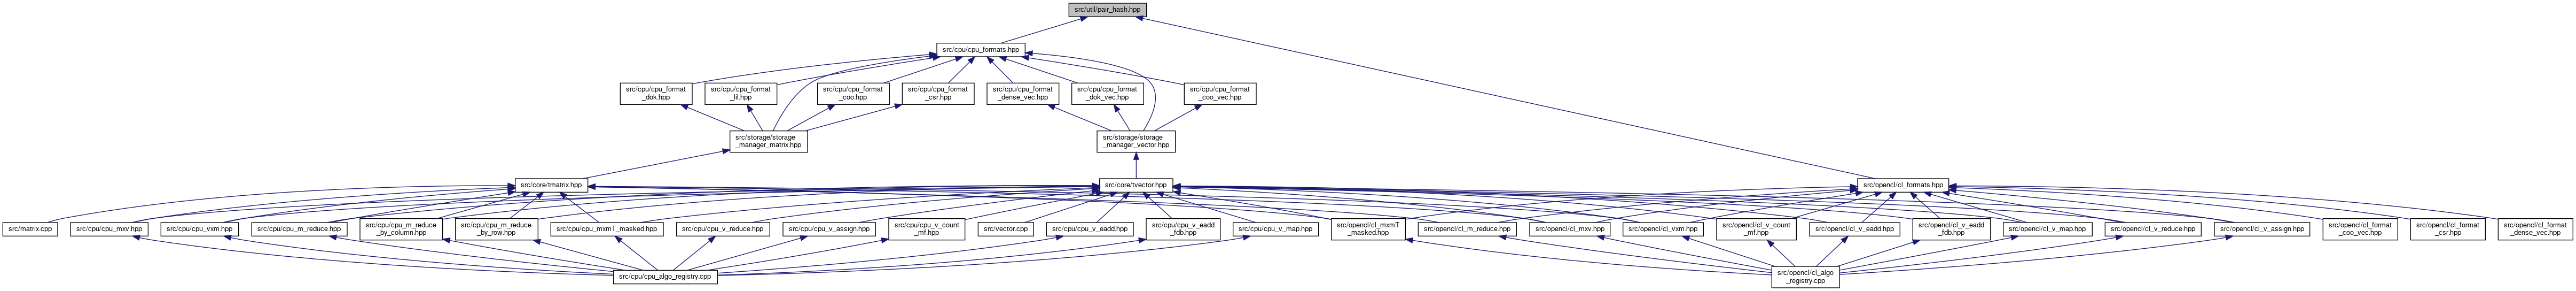 src/util/pair_hash.hpp
src/cpu/cpu_formats.hpp
src/cpu/cpu_format
_dok.hpp
src/cpu/cpu_format
_lil.hpp
src/cpu/cpu_format
_coo.hpp
src/cpu/cpu_format
_csr.hpp
src/cpu/cpu_format
_dense_vec.hpp
src/cpu/cpu_format
_dok_vec.hpp
src/cpu/cpu_format
_coo_vec.hpp
src/storage/storage
_manager_matrix.hpp
src/storage/storage
_manager_vector.hpp
src/core/tmatrix.hpp
src/core/tvector.hpp
src/opencl/cl_formats.hpp
src/matrix.cpp
src/cpu/cpu_mxv.hpp
src/cpu/cpu_vxm.hpp
src/cpu/cpu_m_reduce.hpp
src/cpu/cpu_m_reduce
_by_column.hpp
src/cpu/cpu_m_reduce
_by_row.hpp
src/cpu/cpu_mxmT_masked.hpp
src/cpu/cpu_v_reduce.hpp
src/cpu/cpu_v_assign.hpp
src/cpu/cpu_v_count
_mf.hpp
src/vector.cpp
src/cpu/cpu_v_eadd.hpp
src/cpu/cpu_v_eadd
_fdb.hpp
src/cpu/cpu_v_map.hpp
src/opencl/cl_mxmT
_masked.hpp
src/opencl/cl_m_reduce.hpp
src/opencl/cl_mxv.hpp
src/opencl/cl_vxm.hpp
src/opencl/cl_v_count
_mf.hpp
src/opencl/cl_v_eadd.hpp
src/opencl/cl_v_eadd
_fdb.hpp
src/opencl/cl_v_map.hpp
src/opencl/cl_v_reduce.hpp
src/opencl/cl_v_assign.hpp
src/opencl/cl_format
_coo_vec.hpp
src/opencl/cl_format
_csr.hpp
src/opencl/cl_format
_dense_vec.hpp
src/cpu/cpu_algo_registry.cpp
src/opencl/cl_algo
_registry.cpp